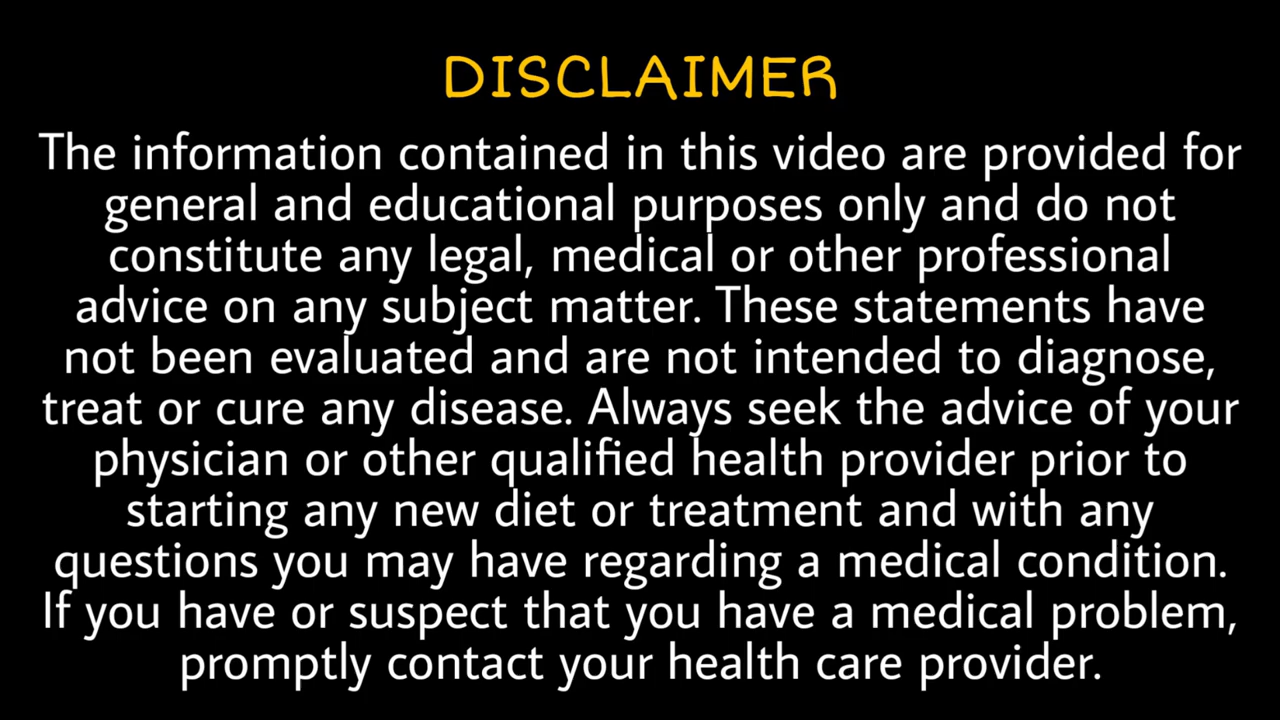 DISCLAIMER
The information contained in this video are provided for
general and educational purposes only and do not
constitute any legal, medical or other professional
advice on any subject matter. These statements have
not been evaluated and are not intended to diagnose,
treat or cure any disease. Always seek the advice of your
physician or other qualified health provider prior to
starting any new diet or treatment and with any
questions you may have regarding a medical condition.
If you have or suspect that you have a medical problem,
promptly contact your health care provider.